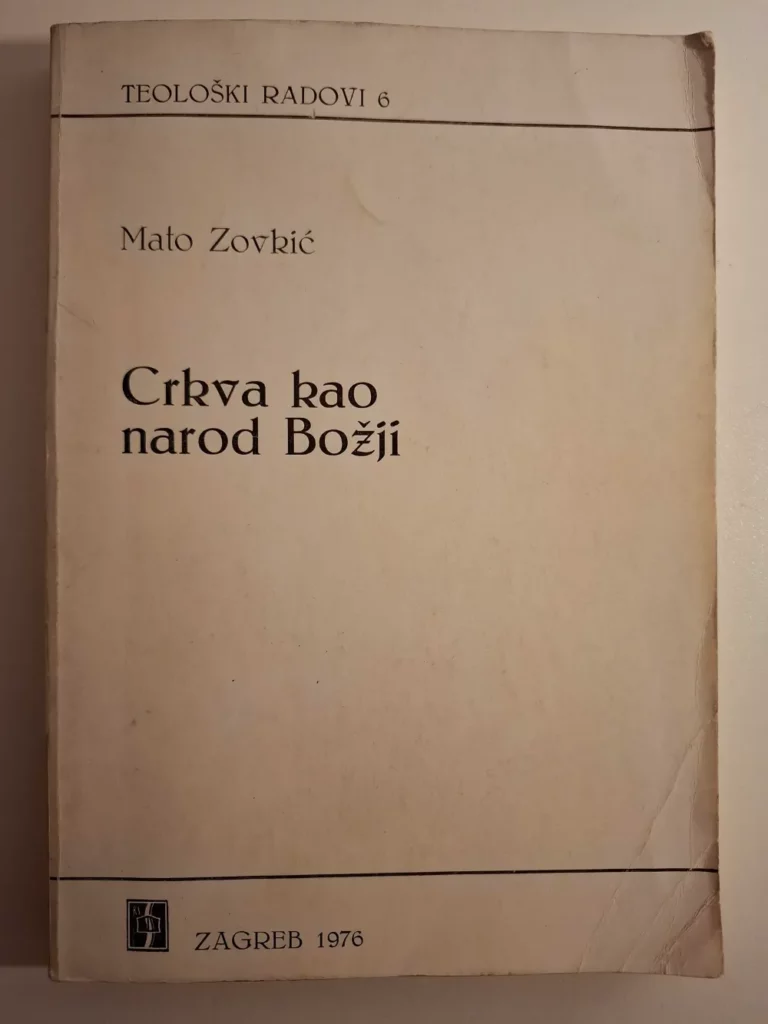 TEOLOŠKI RADOVI 6
Mato Zovkić
Crkva kao
narod Božji
ZAGREB 1976